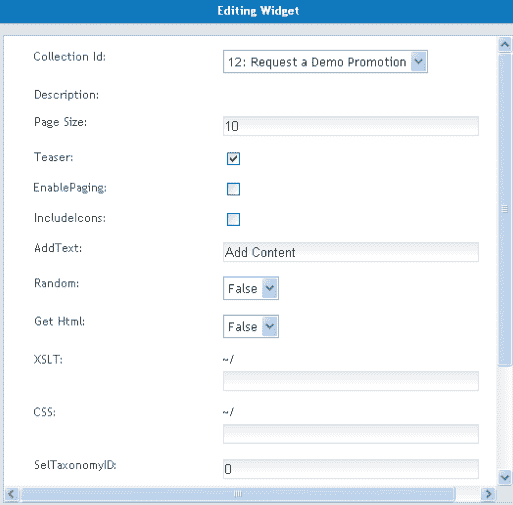 Editing Widget
Collection Id: 12: Request a Demo Promotion
Description:
Page Size: 10
Teaser:
EnablePaging:
IncludeIcons:
AddText: Add Content
Random: False
Get Html: False
XSLT: ~/
CSS: ~/
SelTaxonomyID: 0